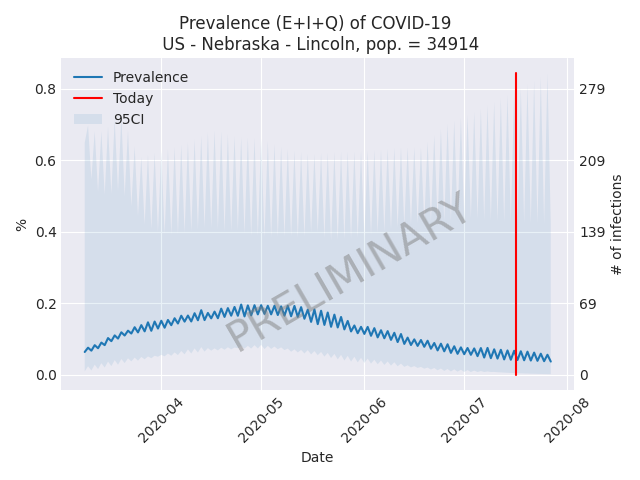 Prevalence (E+I+Q) of COVID-19
US - Nebraska - Lincoln, pop. = 34914
Prevalence
Today
95CI
0.8
0.6
0.4
0.2
0.0
%
279
209
139
69
0
# of infections
PRELIMINARY
2020-04
2020-05
2020-06
2020-07
2020-08
Date